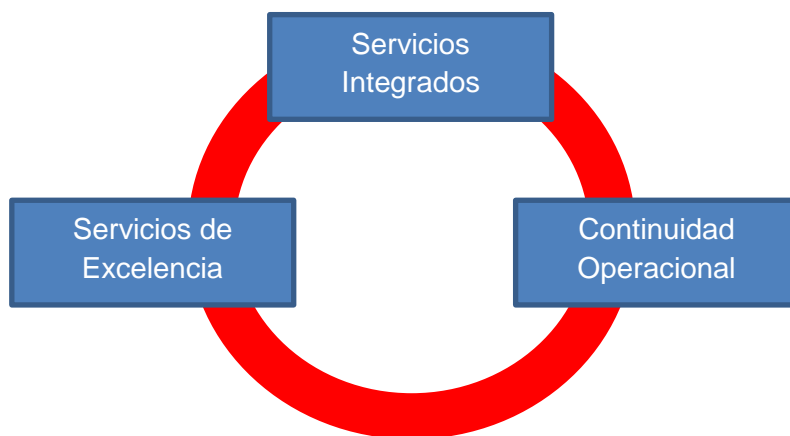 Servicios
Integrados
Servicios de
Excelencia
Continuidad
Operacional